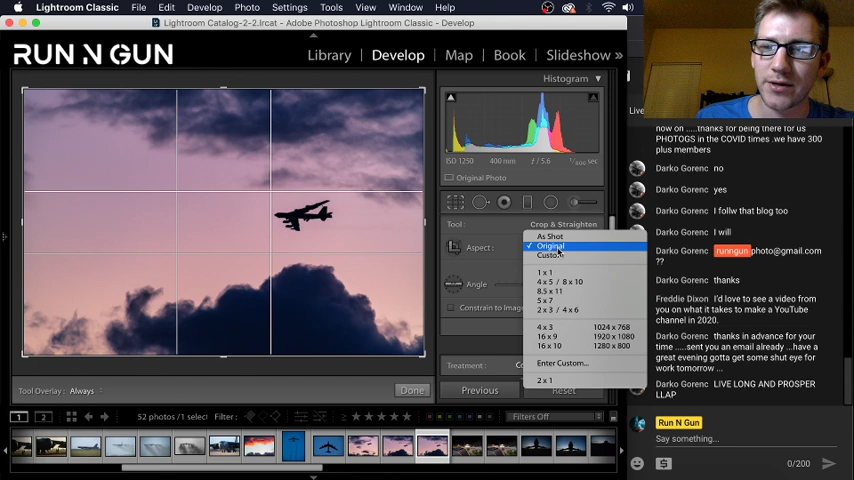 Lightroom Classic File Edit Develop Photo Settings Tools View Window Help
Lightroom Catalog-2-2.lrcat - Adobe Photoshop Lightroom Classic - Develop
RUN N GUN
Library | Develop | Map | Book | Slideshow »
Histogram ▼
ISO 1250 400 mm ƒ / 5.6
Original Photo
Tool : Crop & Straighten
Aspect :
As Shot
✓ Original
Custom
1 x 1
4 x 5 / 8 x 10
8.5 x 11
5 x 7
2 x 3 / 4 x 6
4 x 3 1024 x 768
16 x 9 1920 x 1080
16 x 10 1280 x 800
Enter Custom...
2 x 1
Angle
Constrain to Image
Treatment :
Tool Overlay : Always
Done
Previous
Reset
1 2 52 photos /1 selected Filter : Filters Off
Live
now on .....thanks for being there for us
PHOTOGS in the COVID times .we have 300
plus members
Darko Gorenc no
Darko Gorenc yes
Darko Gorenc I follw that blog too
Darko Gorenc I will
Darko Gorenc runngunphoto@gmail.com
??
Darko Gorenc thanks
Freddie Dixon I'd love to see a video from
you on what it takes to make a YouTube
channel in 2020.
Darko Gorenc thanks in advance for your
time .....sent you an email already...have a
great evening gotta get some shut eye for
work tomorrow ...
Darko Gorenc LIVE LONG AND PROSPER
LLAP
Run N Gun
Say something...
0/200